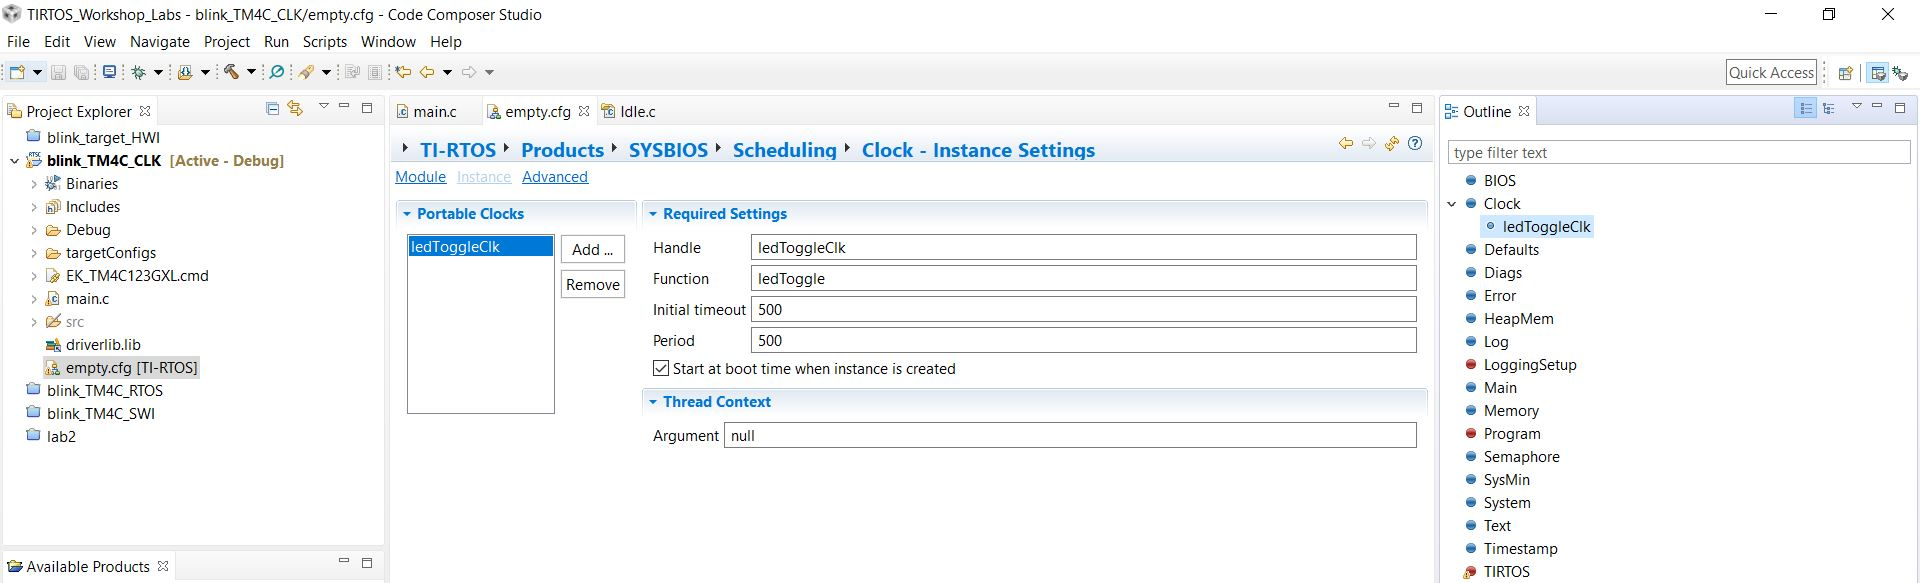 TIRTOS_Workshop_Labs - blink_TM4C_CLK/empty.cfg - Code Composer Studio
File Edit View Navigate Project Run Scripts Window Help
Quick Access
Project Explorer
blink_target_HWI
blink_TM4C_CLK [Active - Debug]
Binaries
Includes
Debug
targetConfigs
EK_TM4C123GXL.cmd
main.c
src
driverlib.lib
empty.cfg [TI-RTOS]
blink_TM4C_RTOS
blink_TM4C_SWI
lab2
Available Products
main.c empty.cfg Idle.c
TI-RTOS Products SYSBIOS Scheduling Clock - Instance Settings
Module Instance Advanced
Portable Clocks
ledToggleClk
Add ...
Remove
Required Settings
Handle ledToggleClk
Function ledToggle
Initial timeout 500
Period 500
Start at boot time when instance is created
Thread Context
Argument null
Outline
type filter text
BIOS
Clock
ledToggleClk
Defaults
Diags
Error
HeapMem
Log
LoggingSetup
Main
Memory
Program
Semaphore
SysMin
System
Text
Timestamp
TIRTOS